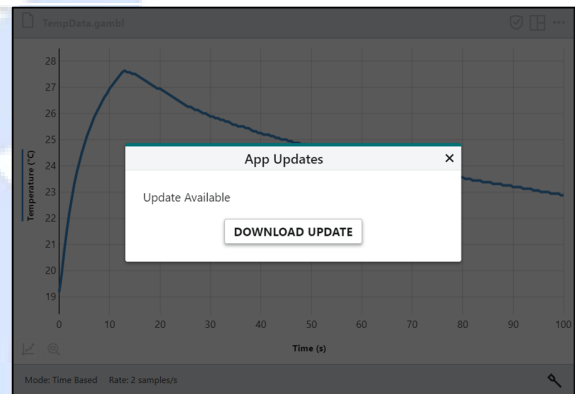 TempData.gambl
28
27
26
25
24
23
22
21
20
19
Temperature (°C)
0 10 20 30 40 50 60 70 80 90 100
Time (s)
App Updates
Update Available
DOWNLOAD UPDATE
Mode: Time Based Rate: 2 samples/s